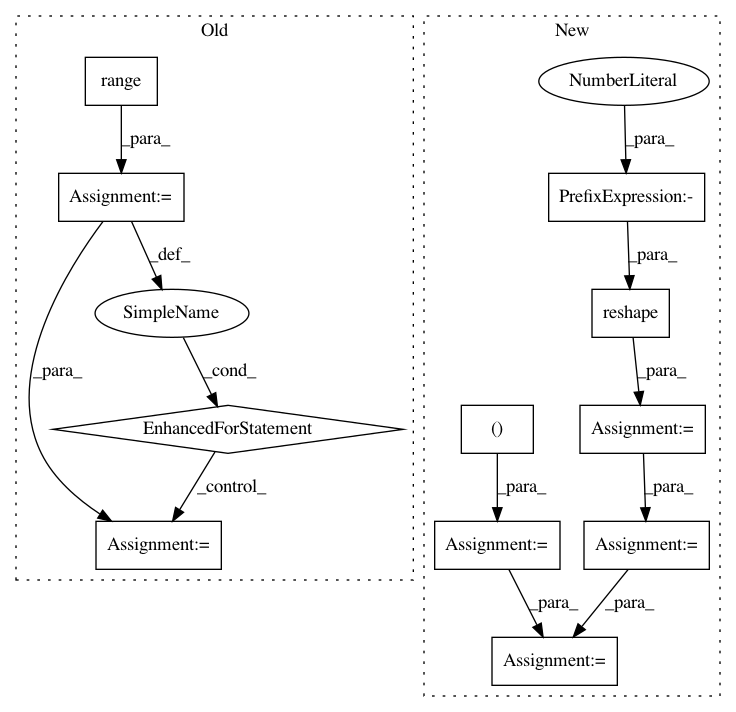 Old
New
range
NumberLiteral
_para_
_para_
Assignment:=
PrefixExpression:-
_def_
_para_
SimpleName
reshape
_para_
_cond_
_para_
EnhancedForStatement
()
Assignment:=
_control_
_para_
_para_
Assignment:=
Assignment:=
Assignment:=
_para_
_para_
Assignment:=